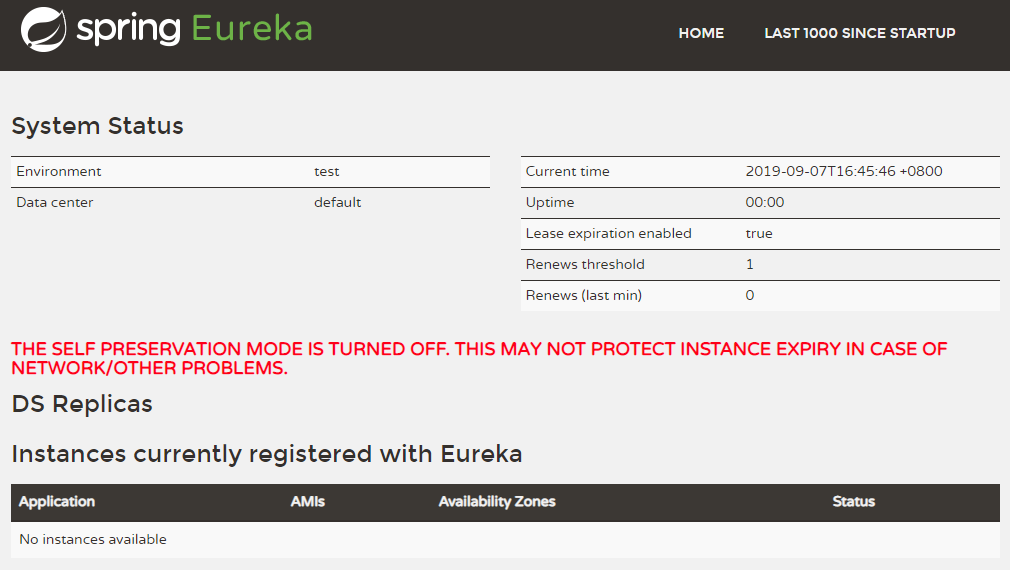 spring Eureka
HOME LAST 1000 SINCE STARTUP
System Status
Environment test
Data center default
Current time 2019-09-07T16:45:46 +0800
Uptime 00:00
Lease expiration enabled true
Renews threshold 1
Renews (last min) 0
THE SELF PRESERVATION MODE IS TURNED OFF. THIS MAY NOT PROTECT INSTANCE EXPIRY IN CASE OF
NETWORK/OTHER PROBLEMS.
DS Replicas
Instances currently registered with Eureka
Application AMIs Availability Zones Status
No instances available